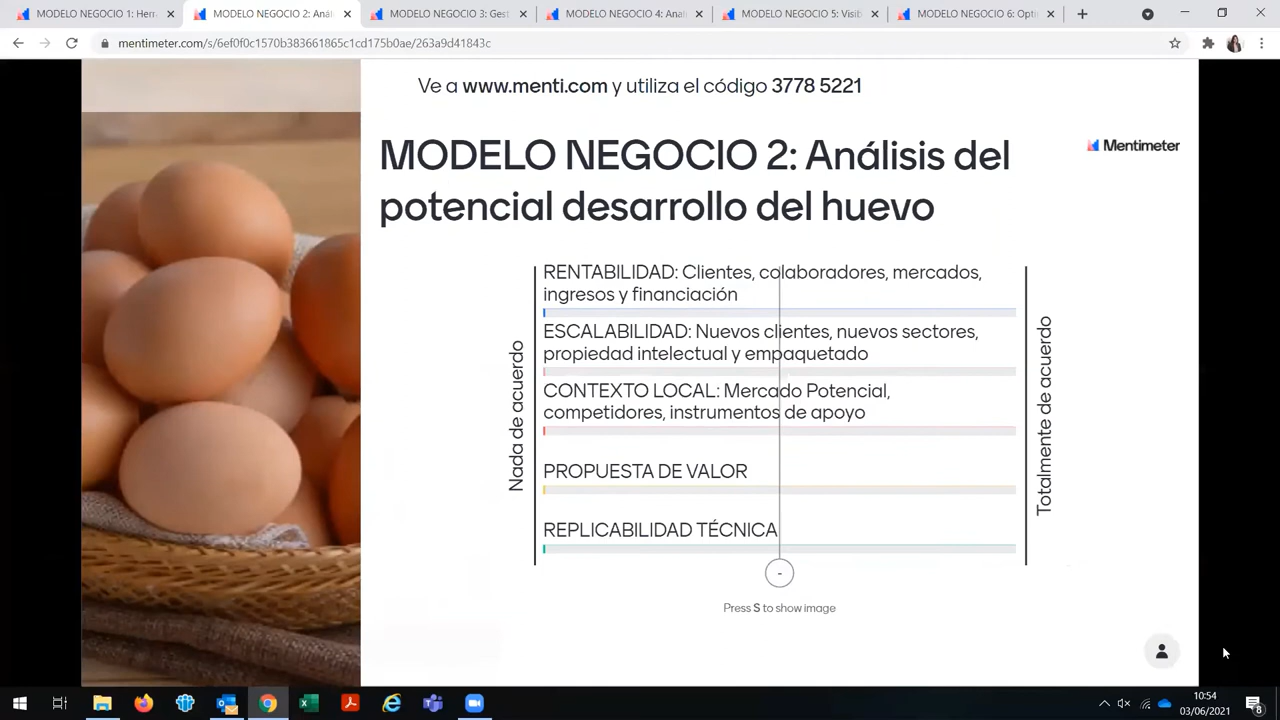 MODELO NEGOCIO 1: Herr
MODELO NEGOCIO 2: Anál
MODELO NEGOCIO 3: Gest
MODELO NEGOCIO 4: Anal
MODELO NEGOCIO 5: Visiti
MODELO NEGOCIO 6: Opti
mentimeter.com/s/6ef0f0c1570b383661865c1cd175b0ae/263a9d41843c
Ve a www.menti.com y utiliza el código 3778 5221
MODELO NEGOCIO 2: Análisis del
potencial desarrollo del huevo
Mentimeter
Nada de acuerdo
RENTABILIDAD: Clientes, colaboradores, mercados,
ingresos y financiación
ESCALABILIDAD: Nuevos clientes, nuevos sectores,
propiedad intelectual y empaquetado
CONTEXTO LOCAL: Mercado Potencial,
competidores, instrumentos de apoyo
PROPUESTA DE VALOR
REPLICABILIDAD TÉCNICA
Totalmente de acuerdo
-
Press S to show image
10:54
03/06/2021
8